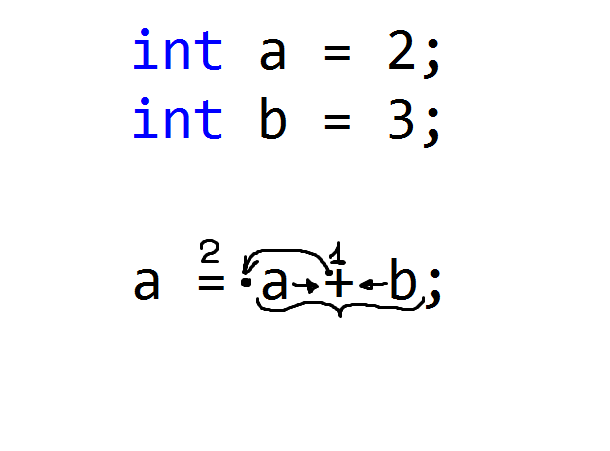 int a = 2;
int b = 3;
2 1
a = a + b;